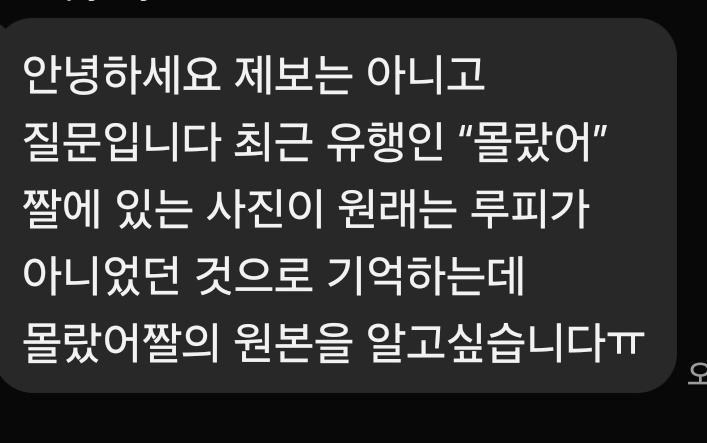 안녕하세요 제보는 아니고
질문입니다 최근 유행인 “몰랐어”
짤에 있는 사진이 원래는 루피가
아니었던 것으로 기억하는데
몰랐어짤의 원본을 알고싶습니다ㅠ
오